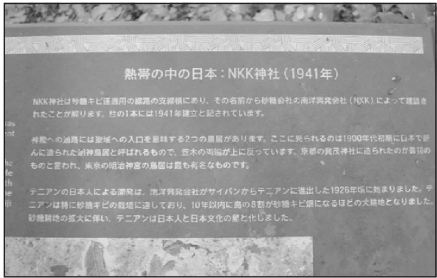 熱帯の中の日本：NKK神社（1941年）
NKK神社は砂糖キビ運搬用の線路の支線横にあり、その名前から砂糖会社の南洋興発会社（NKK）によって建設さ
れたことが解ります。柱の1本には1941年建立と記されています。
神殿への通路には聖域への入口を意味する2つの鳥居があります。ここに見られるのは1900年代初期に日本で好
んに造られた明神鳥居と呼ばれるもので、笠木の両端が上に反っています。京都の賀茂神社に造られたのが最初の
ものと言われ、東京の明治神宮の鳥居は最も有名なものです。
テニアンの日本人による開発は、南洋興発会社がサイパンからテニアンに進出した1926年頃に始まりました。テニ
アンは特に砂糖キビの栽培に適しており、10年以内に島の8割が砂糖キビ畑になるほどの大耕地となりました。
砂糖耕地の拡大に伴い、テニアンは日本人と日本文化の島と化しました。